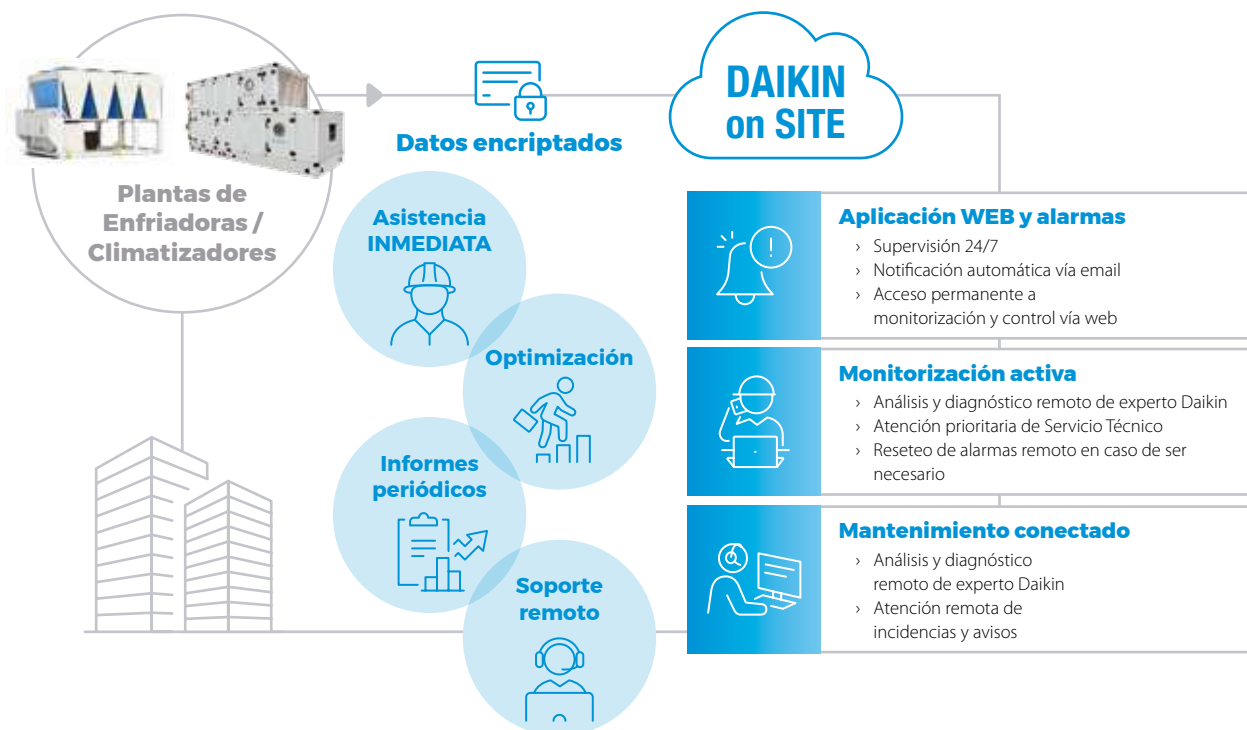 DAIKIN
on SITE
Datos encriptados
Plantas de
Enfriadoras /
Climatizadores
Asistencia
INMEDIATA
Optimización
Informes
periódicos
Soporte
remoto
Aplicación WEB y alarmas
› Supervisión 24/7
› Notificación automática vía email
› Acceso permanente a
monitorización y control vía web
Monitorización activa
› Análisis y diagnóstico remoto de experto Daikin
› Atención prioritaria de Servicio Técnico
› Reseteo de alarmas remoto en caso de ser
necesario
Mantenimiento conectado
› Análisis y diagnóstico
remoto de experto Daikin
› Atención remota de
incidencias y avisos